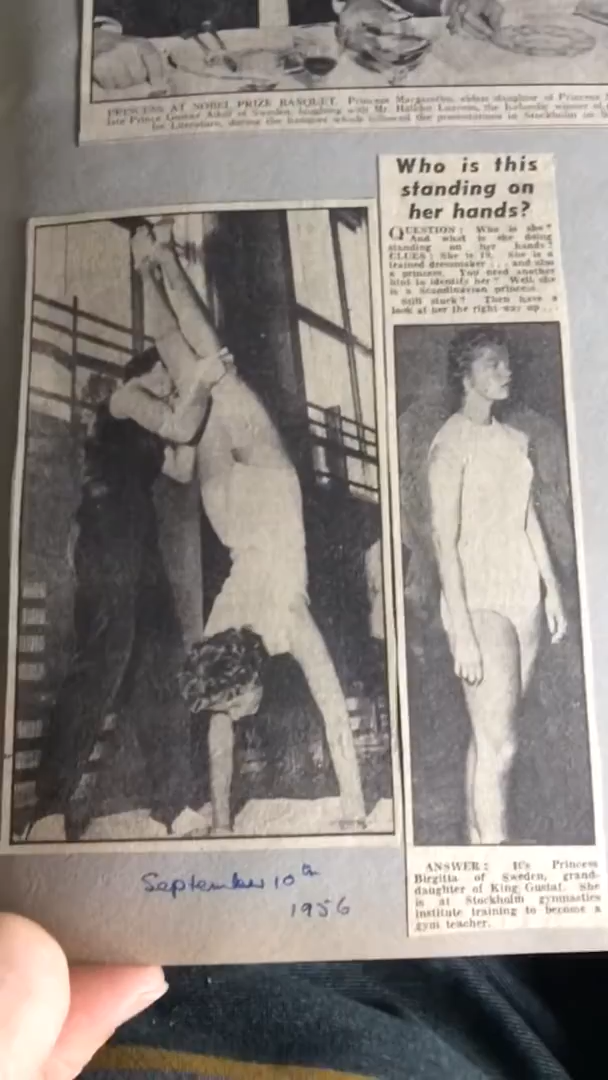 PRINCESS AT NOBEL PRIZE BANQUET. Princess Margaretha, eldest daughter of Princess
late Prince Gustav Adolf of Sweden, laughing with Mr. Halldor Laxness, the Icelandic winner of
for Literature, during the banquet which followed the presentations in Stockholm on
Who is this
standing on
her hands?
QUESTION: Who is she?
And what is she doing
standing on her hands?
CLUES: She is 19. She is a
trained dressmaker . . . and also
a princess. You need another
hint to identify her? Well, she
is a Scandinavian princess.
Still stuck? Then have a
look at her the right way up . . .
September 10th
1956
ANSWER: It's Princess
Birgitta of Sweden, grand-
daughter of King Gustaf. She
is at Stockholm gymnastics
institute training to become a
gym teacher.